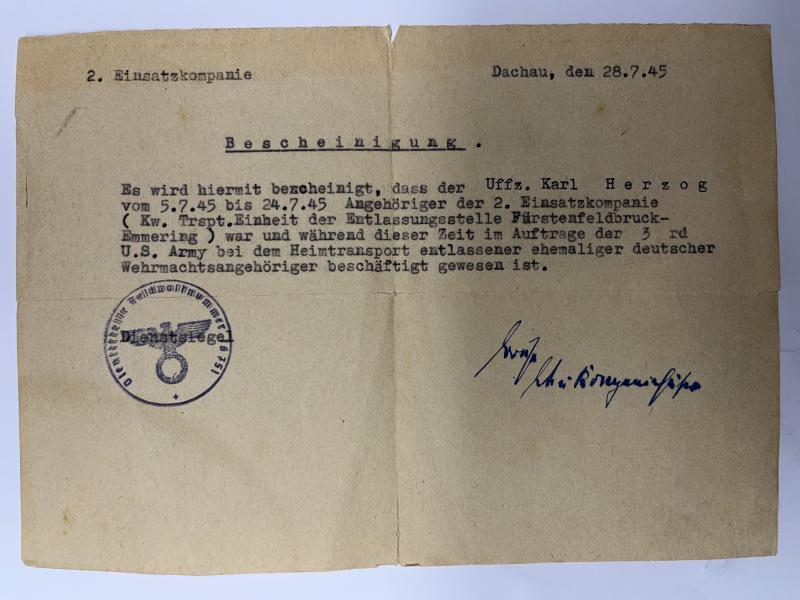 2. Einsatzkompanie
Dachau, den 28.7.45
Bescheinigung.
Es wird hiermit bescheinigt, dass der Uffz. Karl Herzog
vom 5.7.45 bis 24.7.45 Angehöriger der 2. Einsatzkompanie
( Kw. Trspt.Einheit der Entlassungsstelle Fürstenfeldbruck-
Emmering ) war und während dieser Zeit im Auftrage der 3 rd
U.S. Army bei dem Heimtransport entlassener ehemaliger deutscher
Wehrmachtsangehöriger beschäftigt gewesen ist.
Dienstsiegel